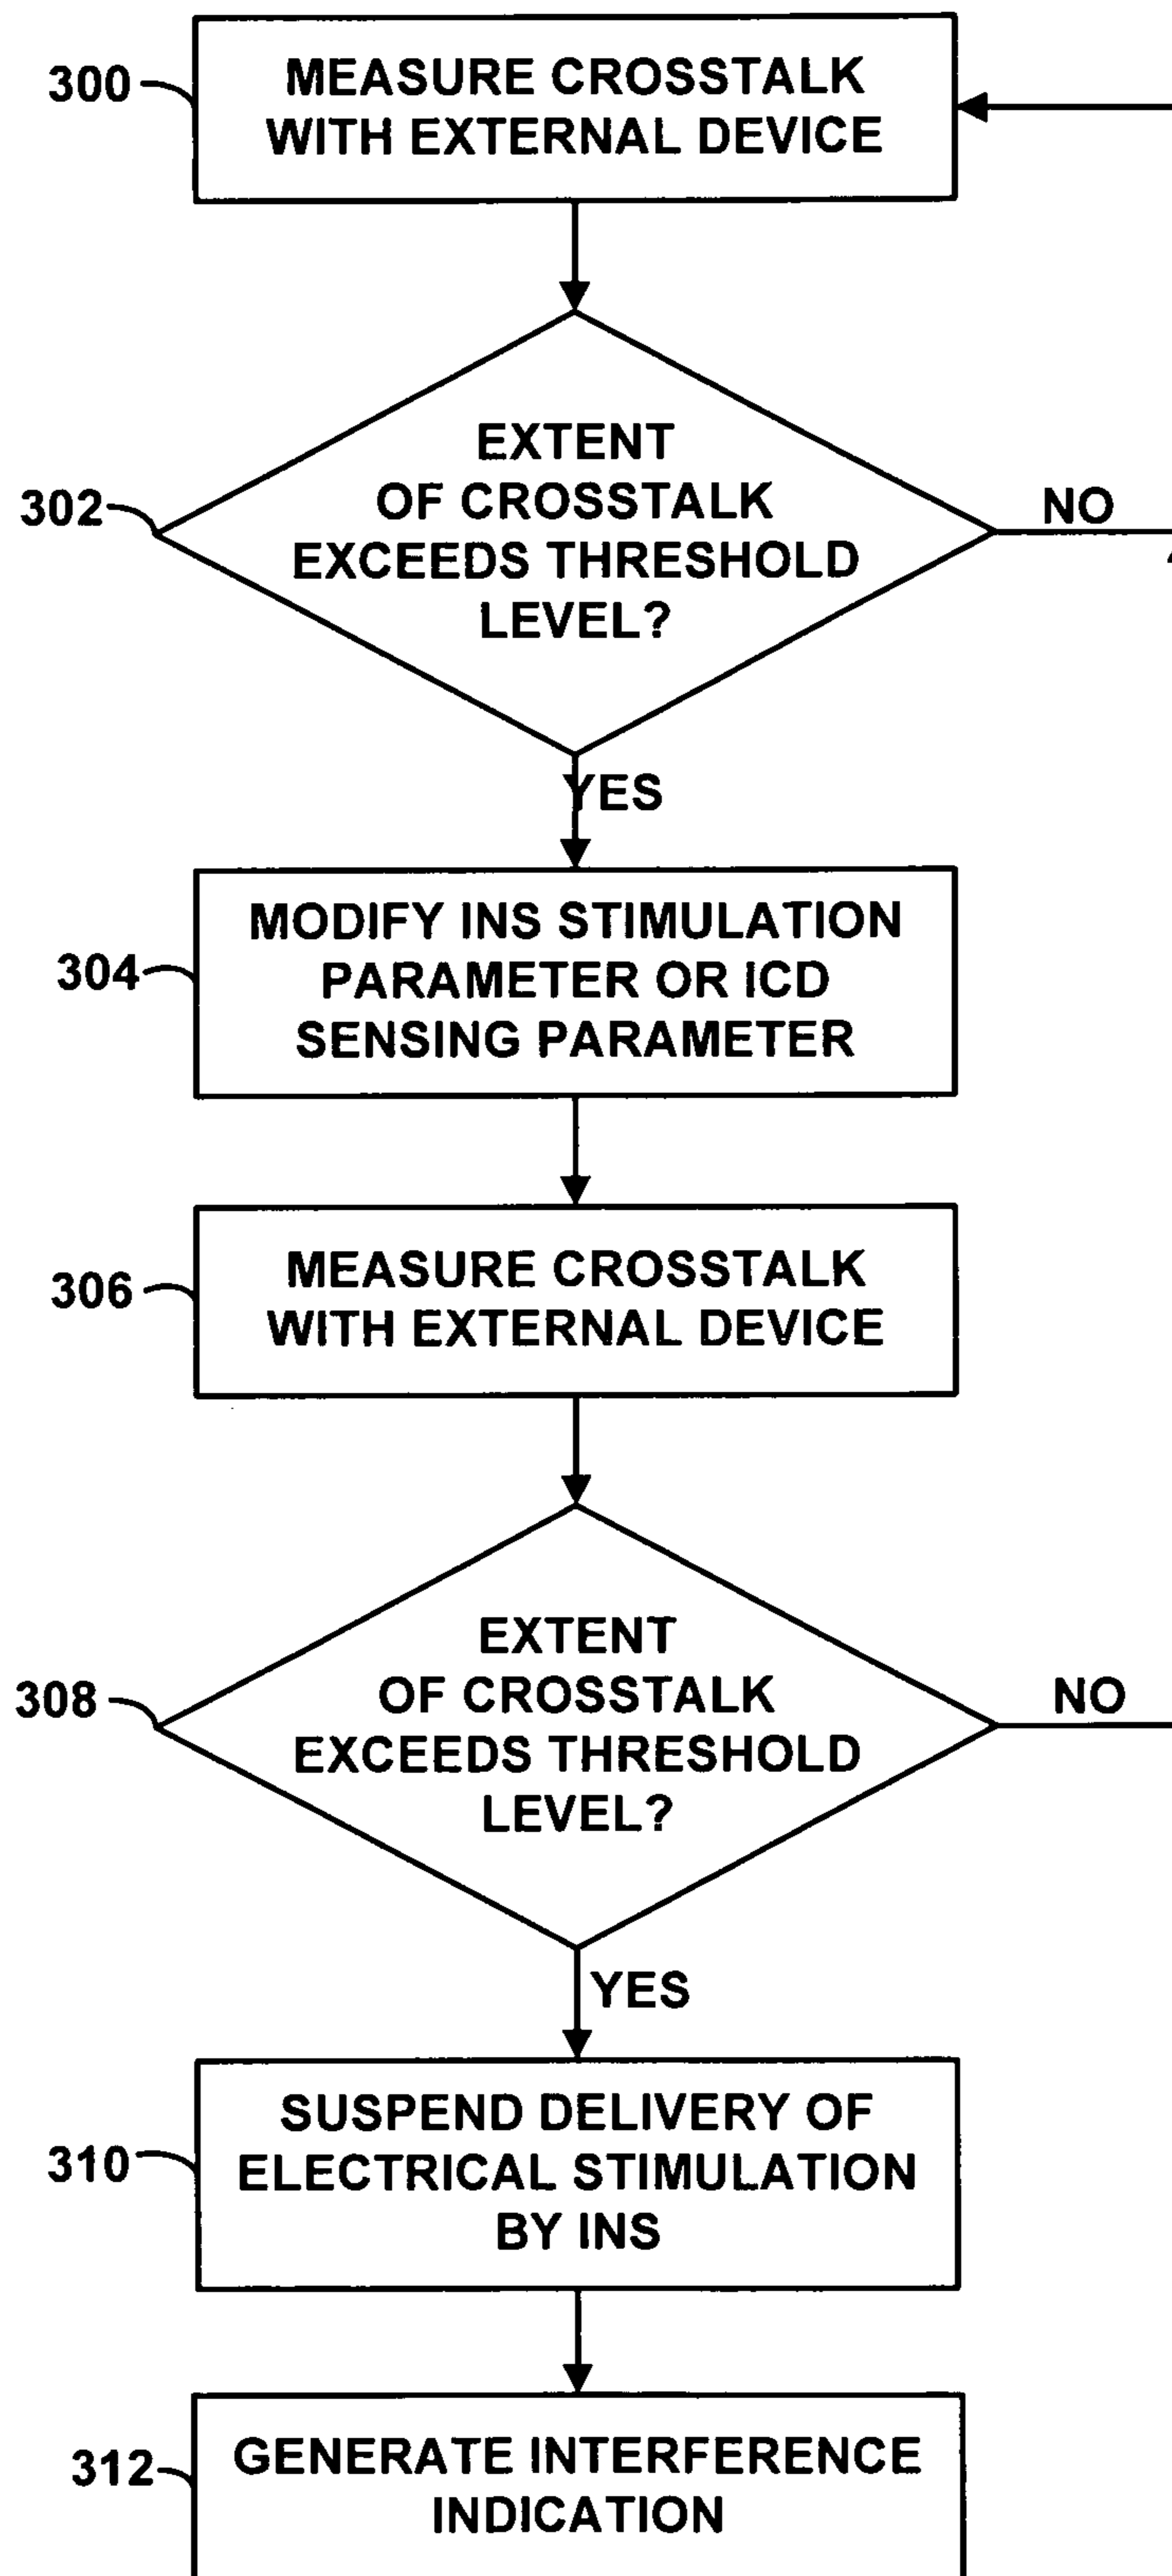 300
MEASURE CROSSTALK
WITH EXTERNAL DEVICE
302
EXTENT
OF CROSSTALK
EXCEEDS THRESHOLD
LEVEL?
NO
YES
304
MODIFY INS STIMULATION
PARAMETER OR ICD
SENSING PARAMETER
306
MEASURE CROSSTALK
WITH EXTERNAL DEVICE
308
EXTENT
OF CROSSTALK
EXCEEDS THRESHOLD
LEVEL?
NO
YES
310
SUSPEND DELIVERY OF
ELECTRICAL STIMULATION
BY INS
312
GENERATE INTERFERENCE
INDICATION